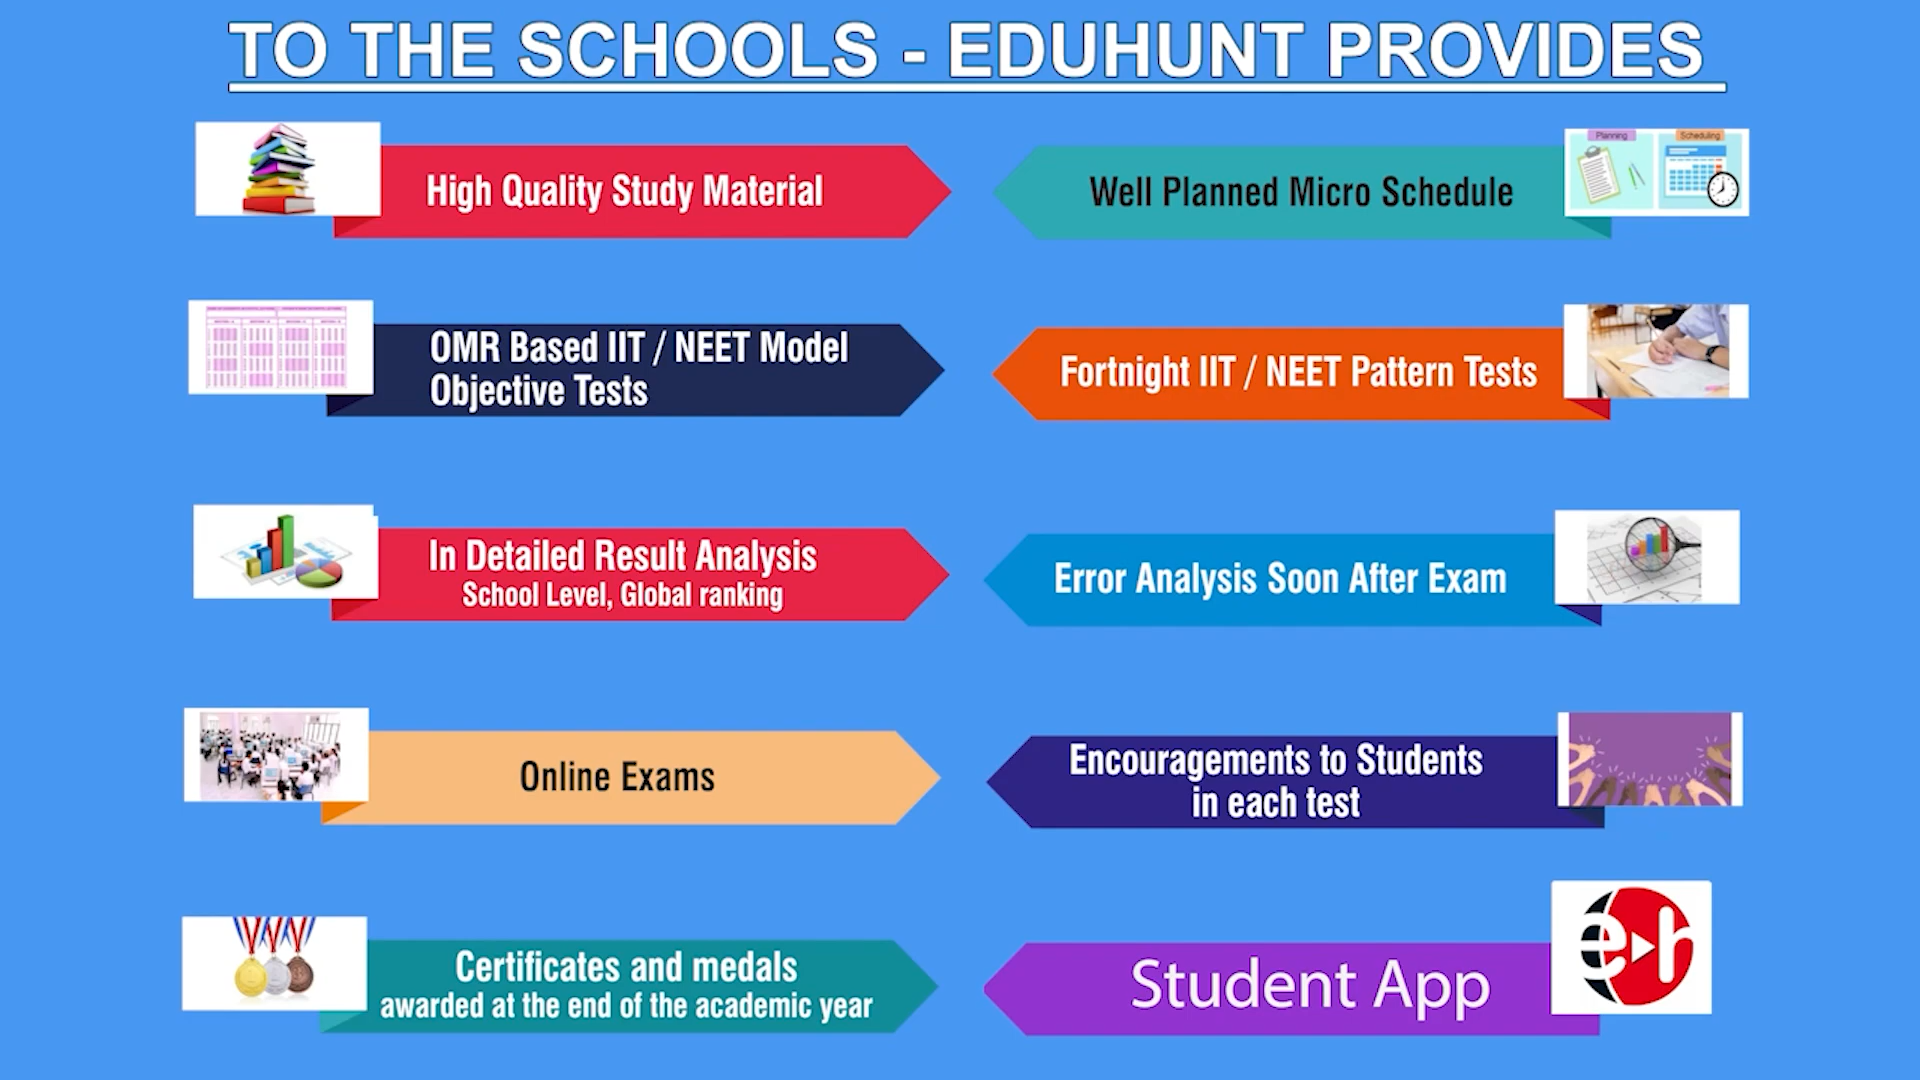 TO THE SCHOOLS - EDUHUNT PROVIDES
High Quality Study Material
Well Planned Micro Schedule
Planning
Scheduling
OMR Based IIT / NEET Model
Objective Tests
Fortnight IIT / NEET Pattern Tests
In Detailed Result Analysis
School Level, Global ranking
Error Analysis Soon After Exam
Online Exams
Encouragements to Students
in each test
Certificates and medals
awarded at the end of the academic year
Student App
eh